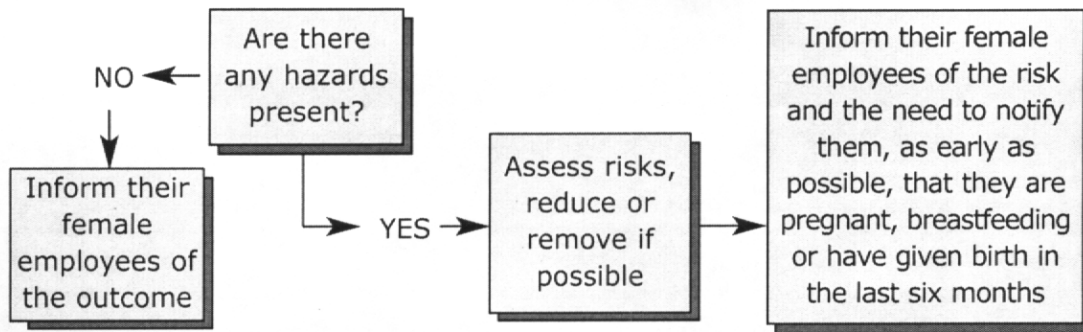 Are there
any hazards
present?
NO
Inform their
female
employees of
the outcome
YES
Assess risks,
reduce or
remove if
possible
Inform their female
employees of the risk
and the need to notify
them, as early as
possible, that they are
pregnant, breastfeeding
or have given birth in
the last six months